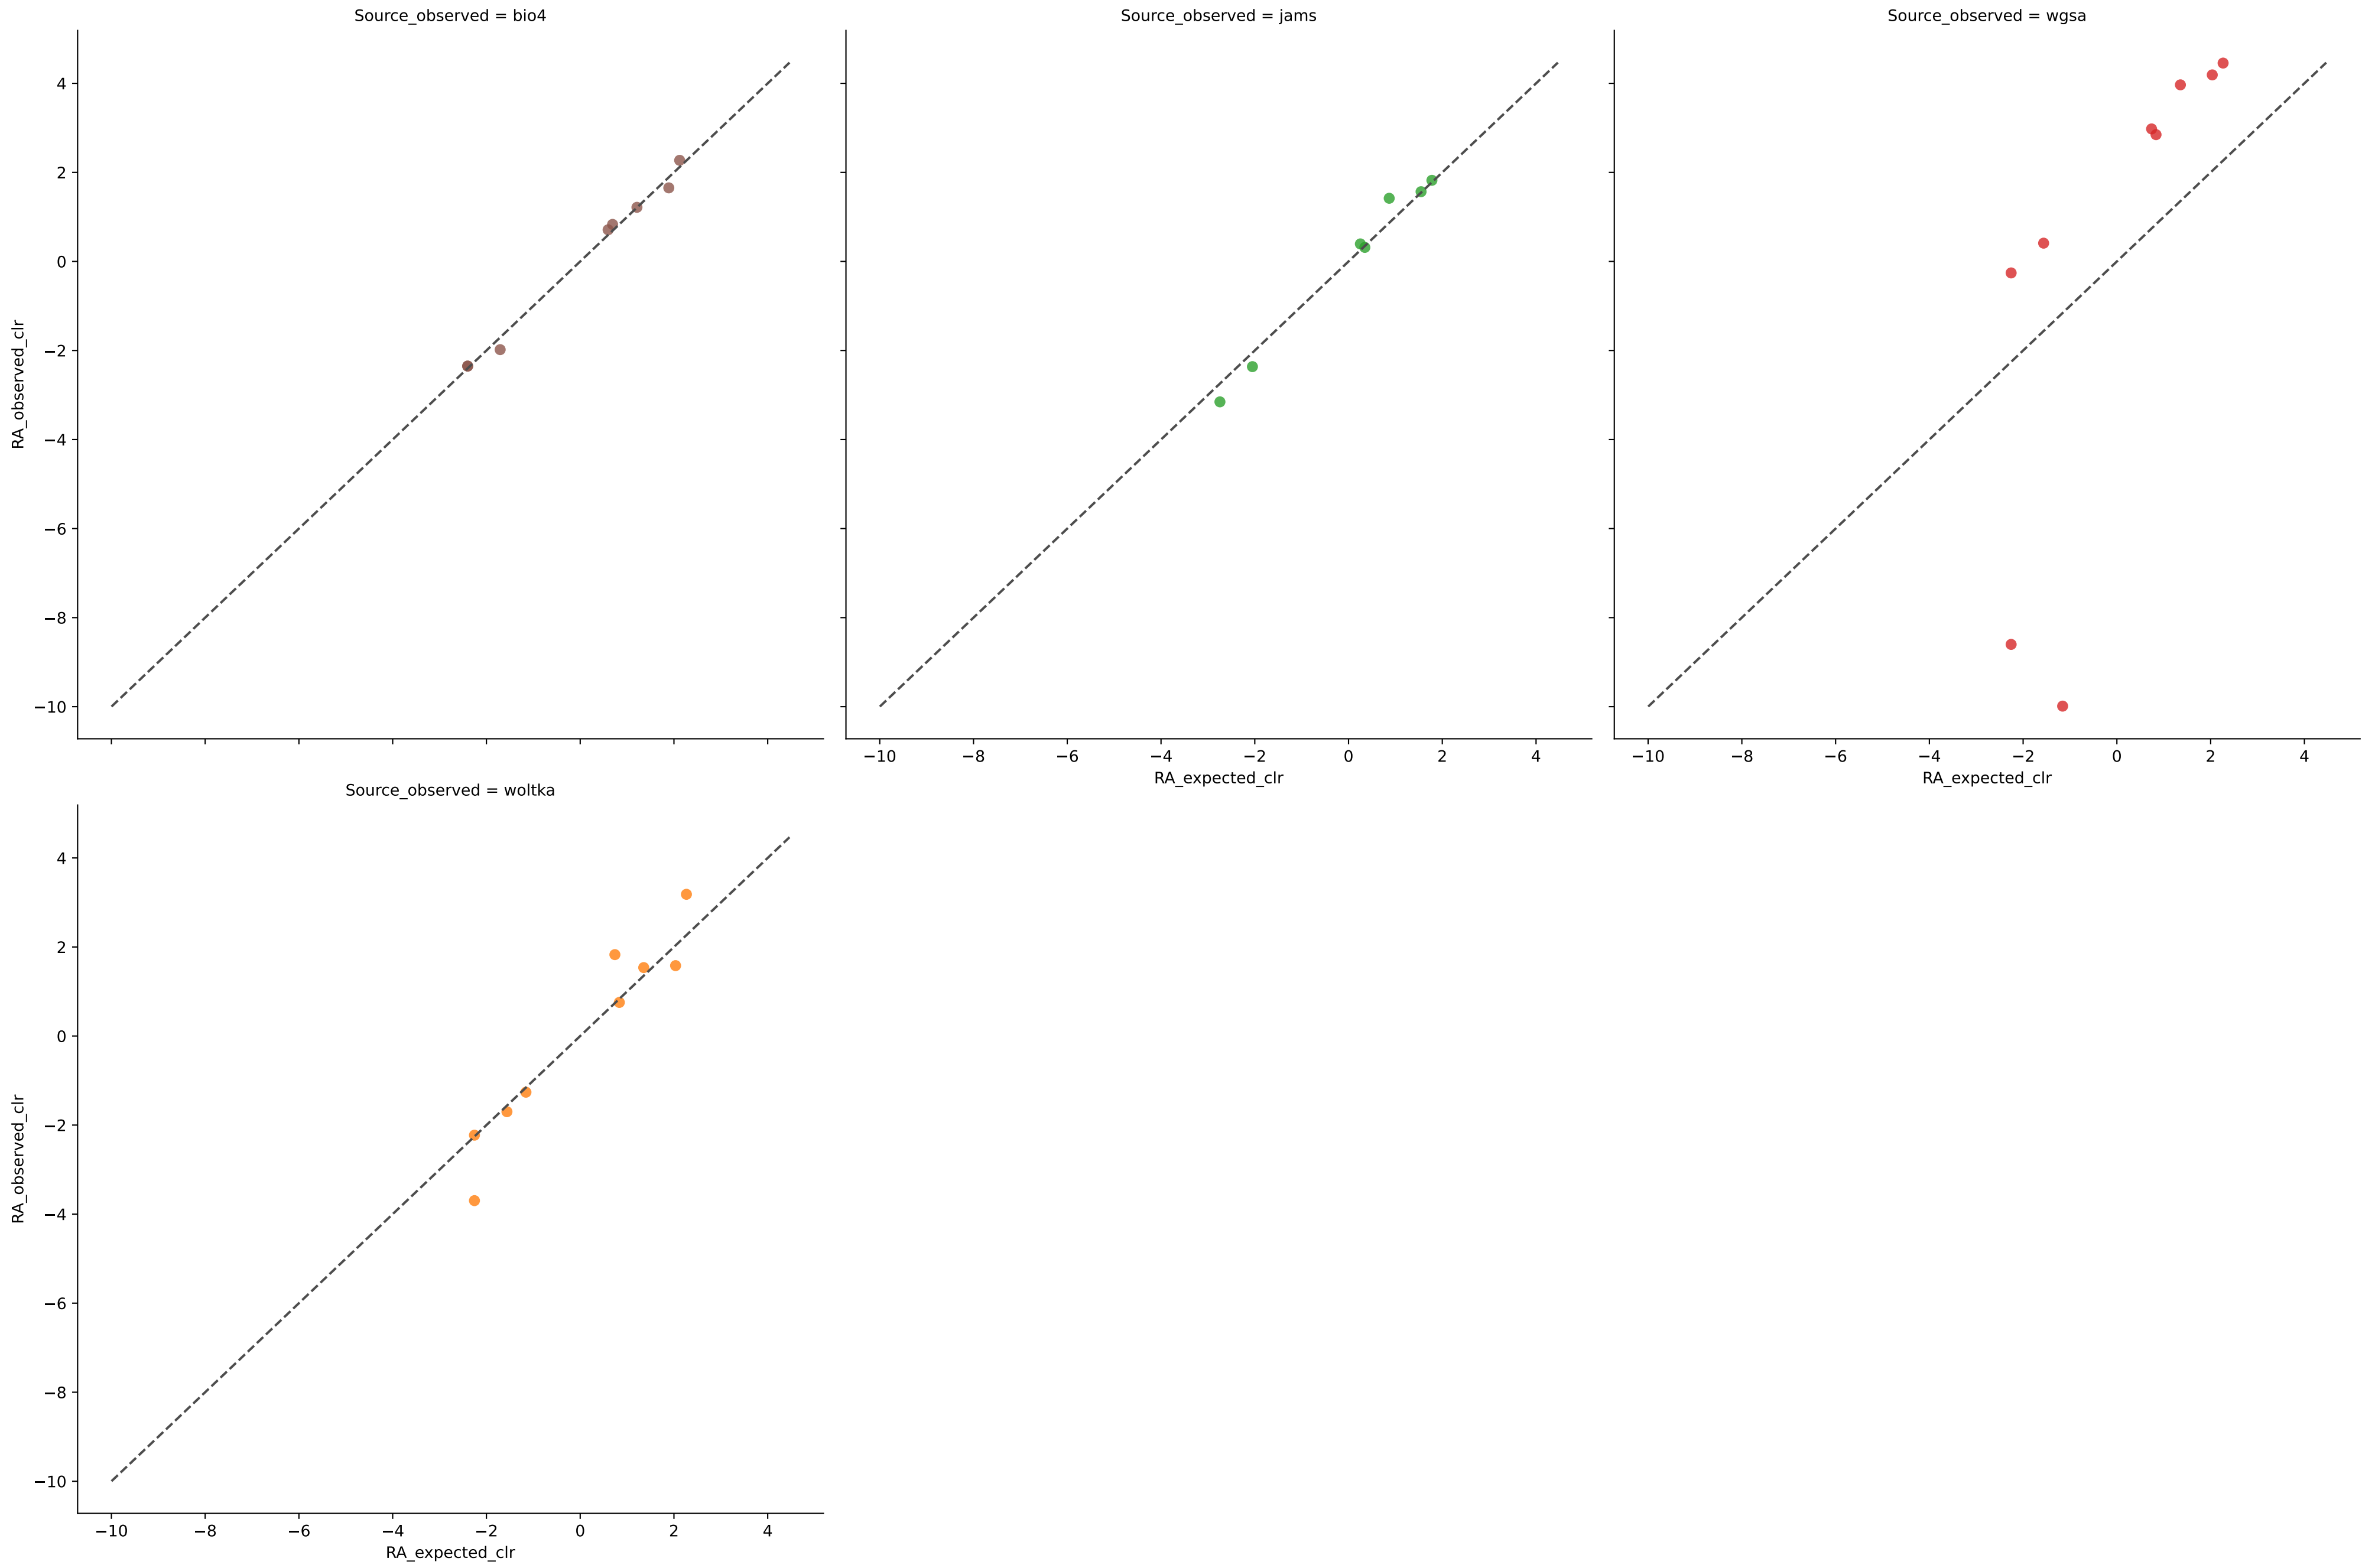 Source_observed = bio4
Source_observed = jams
Source_observed = wgsa
4
2
0
−2
−4
−6
−8
−10
RA_observed_clr
−10 −8 −6 −4 −2 0 2 4
RA_expected_clr
−10 −8 −6 −4 −2 0 2 4
RA_expected_clr
Source_observed = woltka
4
2
0
−2
−4
−6
−8
−10
RA_observed_clr
−10 −8 −6 −4 −2 0 2 4
RA_expected_clr